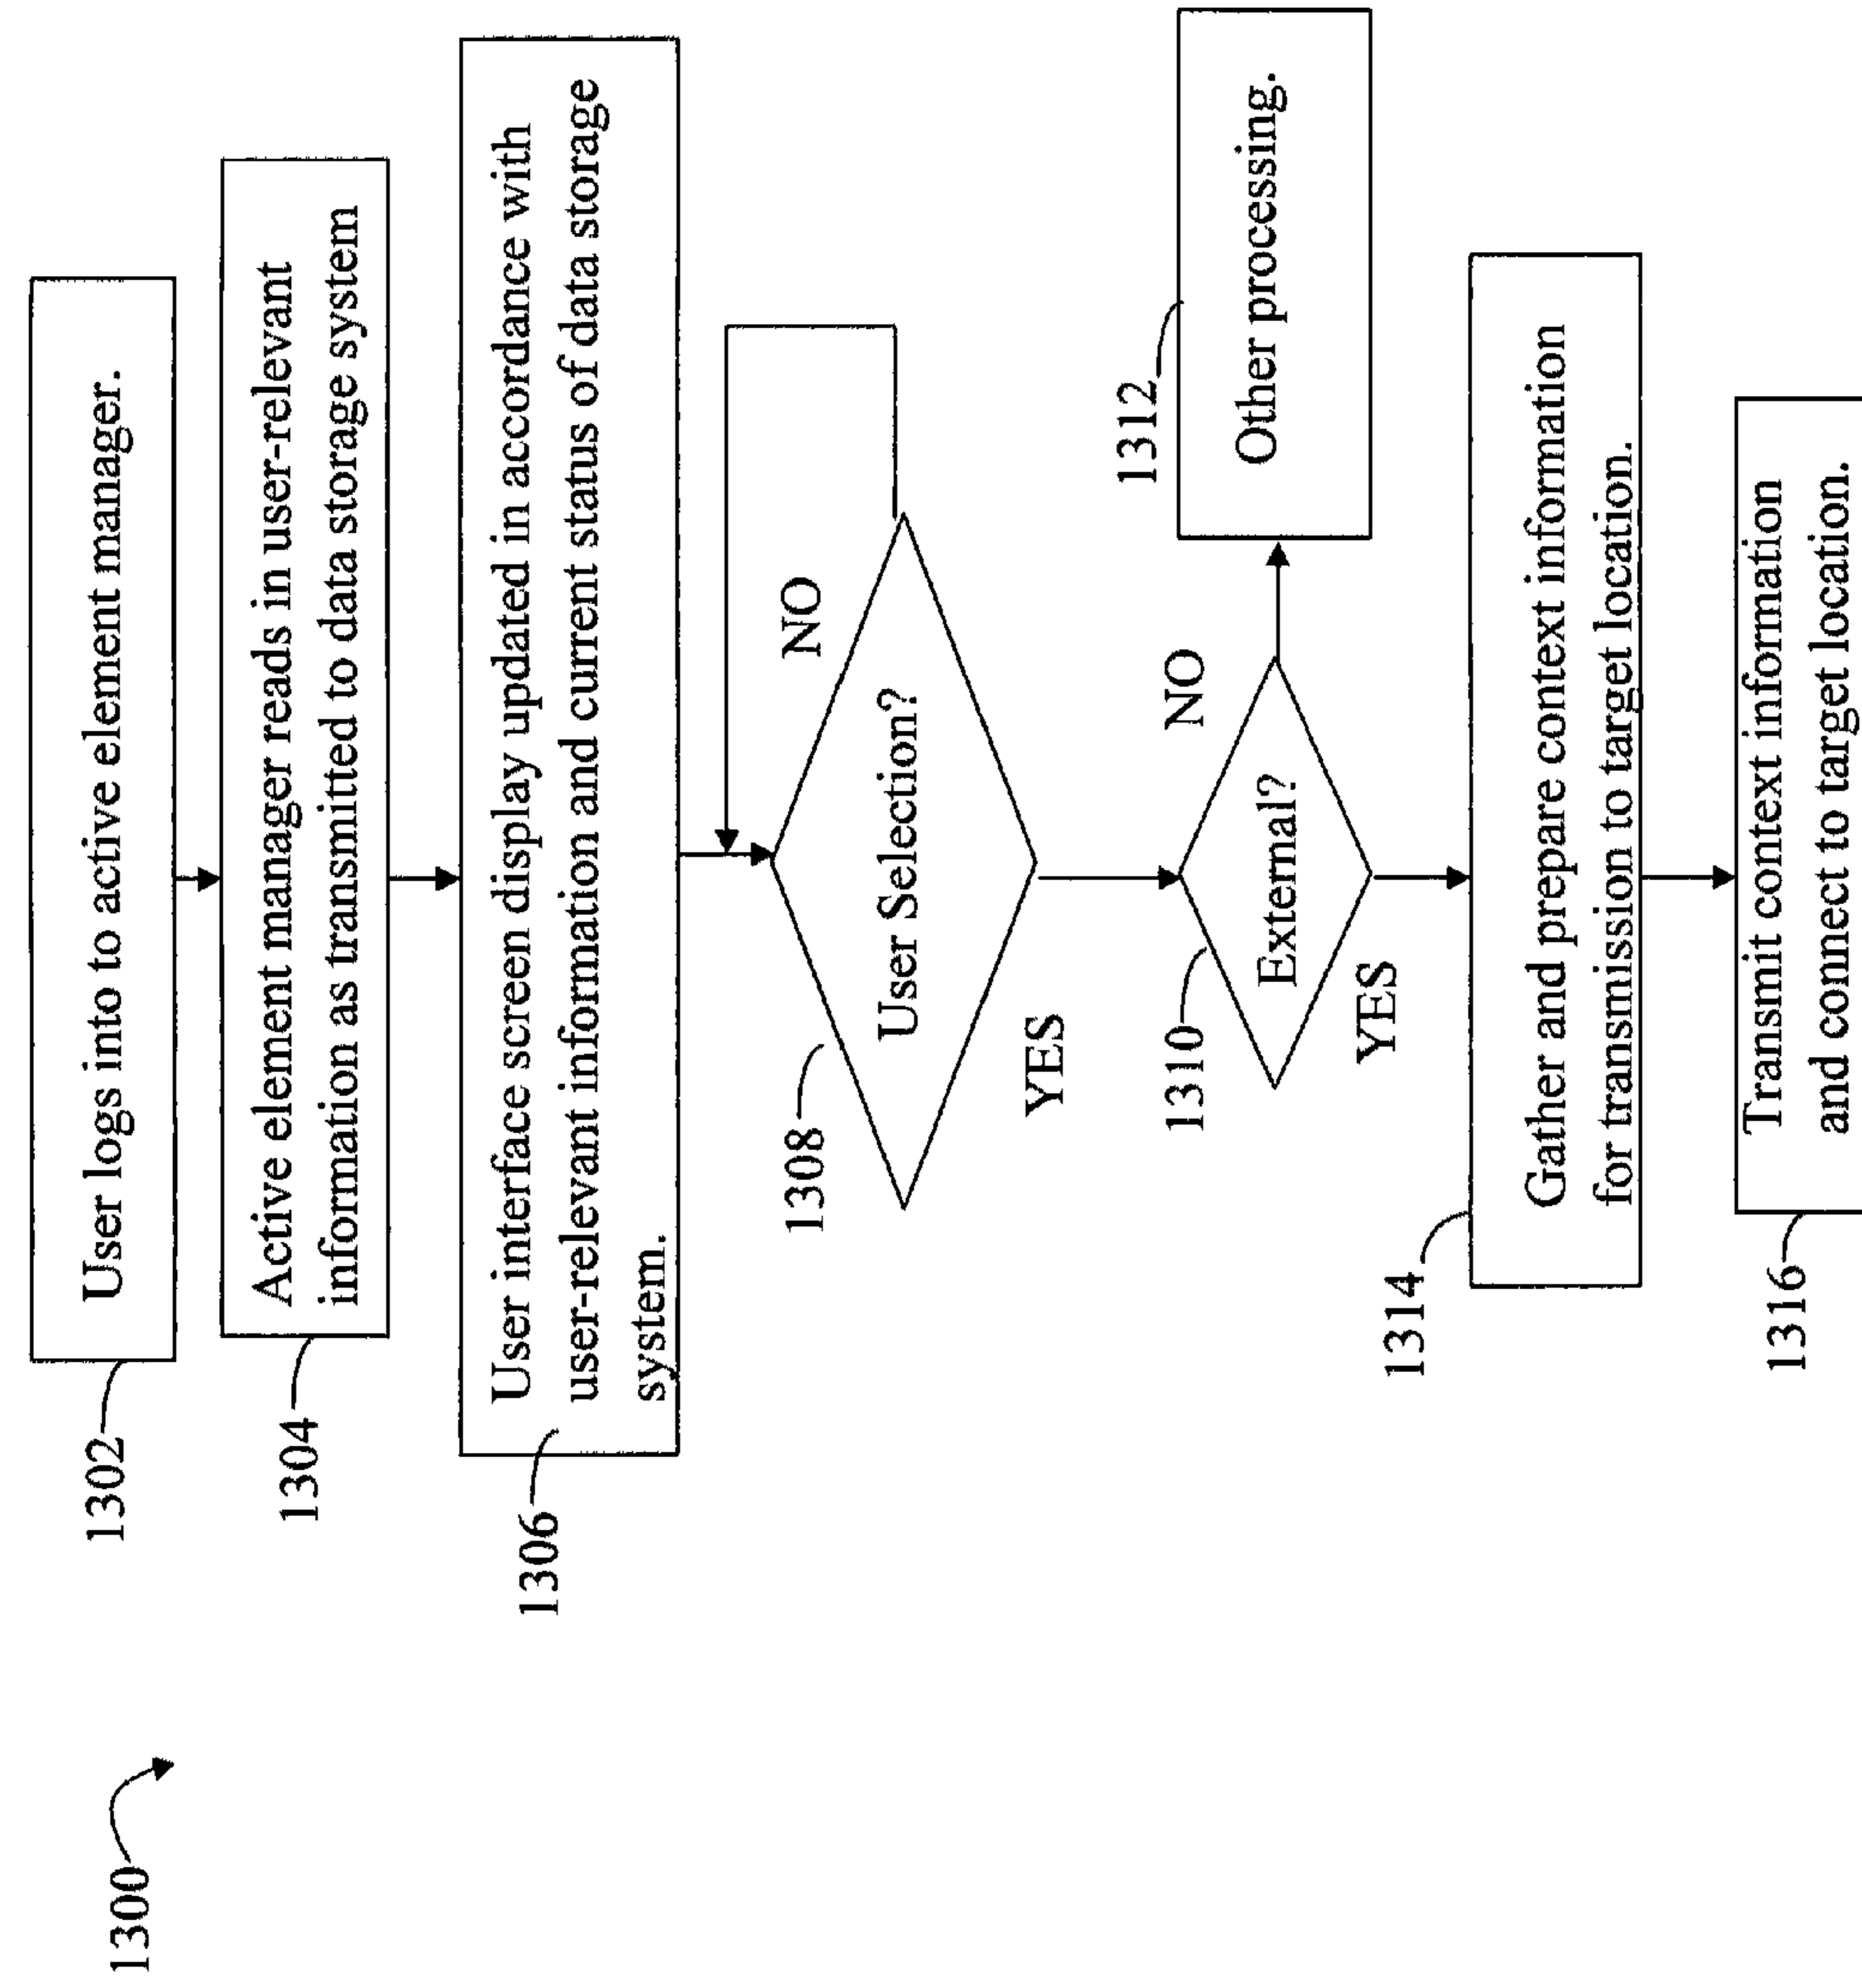 1300
1302
User logs into to active element manager.
1304
Active element manager reads in user-relevant
information as transmitted to data storage system
1306
User interface screen display updated in accordance with
user-relevant information and current status of data storage
system.
1308
User Selection?
NO
YES
1310
External?
NO
1312
Other processing.
YES
1314
Gather and prepare context information
for transmission to target location.
1316
Transmit context information
and connect to target location.